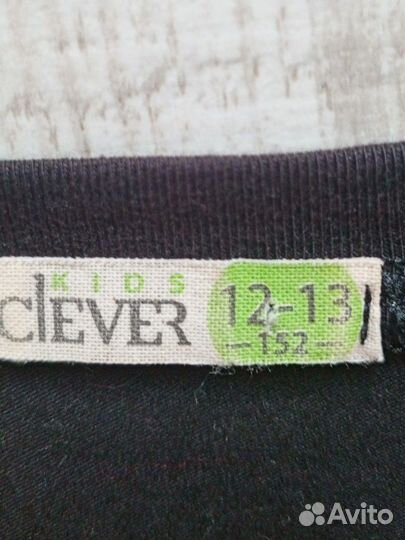 KIDS
ClEVER
12-13
—152—
Avito